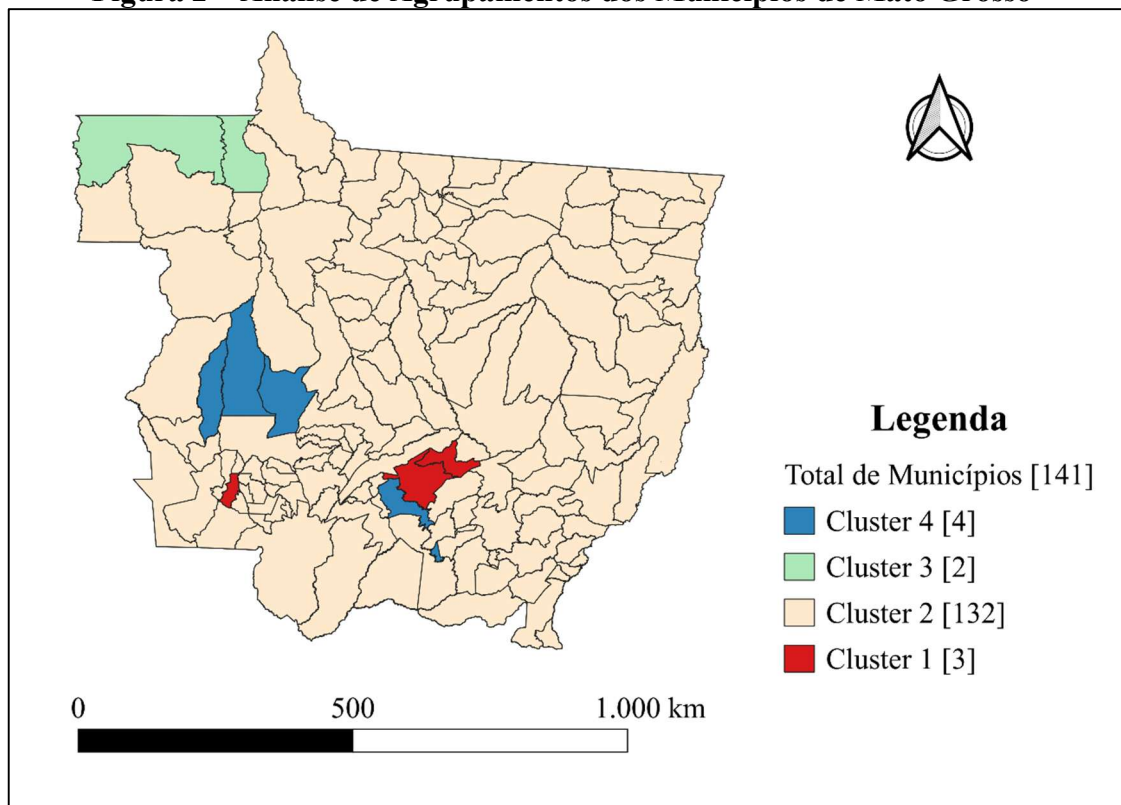 Legenda
Total de Municípios [141]
Cluster 4 [4]
Cluster 3 [2]
Cluster 2 [132]
Cluster 1 [3]
0 500 1.000 km